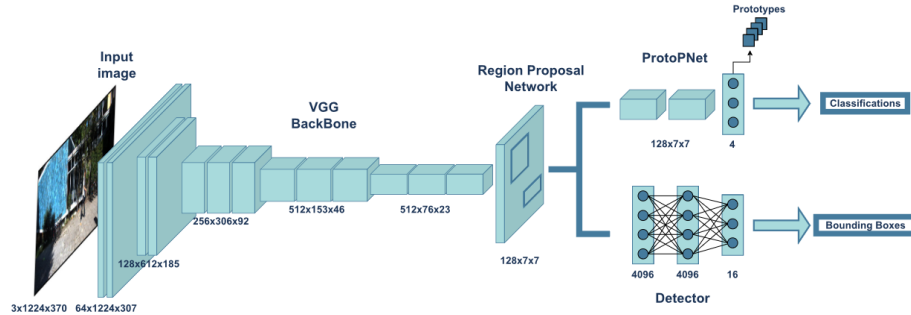 Input
image
3x1224x370
64x1224x307
128x612x185
VGG
BackBone
256x306x92
512x153x46
512x76x23
Region Proposal
Network
128x7x7
ProtoPNet
128x7x7
Prototypes
4
Classifications
4096
4096
16
Detector
Bounding Boxes